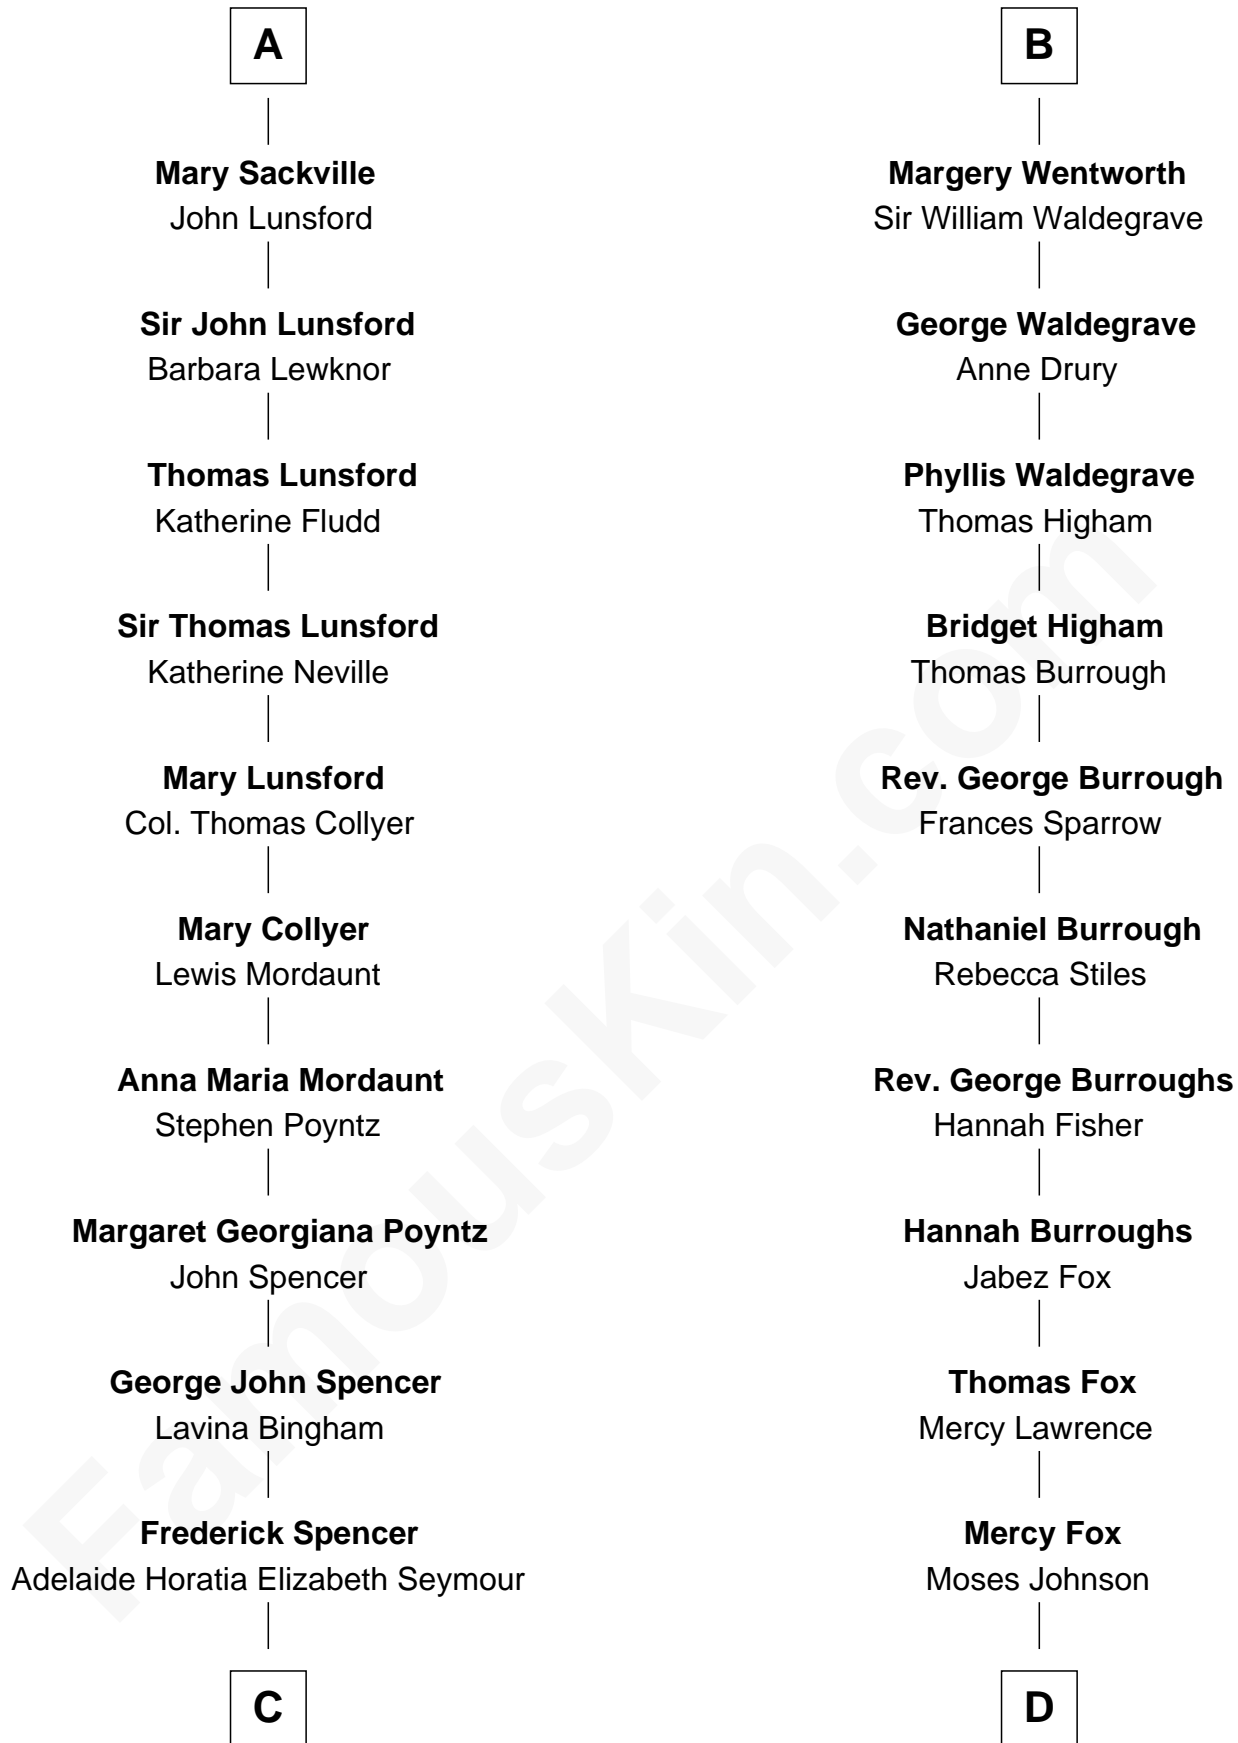 A
Mary Sackville
John Lunsford
Sir John Lunsford
Barbara Lewknor
Thomas Lunsford
Katherine Fludd
Sir Thomas Lunsford
Katherine Neville
Mary Lunsford
Col. Thomas Collyer
Mary Collyer
Lewis Mordaunt
Anna Maria Mordaunt
Stephen Poyntz
Margaret Georgiana Poyntz
John Spencer
George John Spencer
Lavina Bingham
Frederick Spencer
Adelaide Horatia Elizabeth Seymour
C
B
Margery Wentworth
Sir William Waldegrave
George Waldegrave
Anne Drury
Phyllis Waldegrave
Thomas Higham
Bridget Higham
Thomas Burrough
Rev. George Burrough
Frances Sparrow
Nathaniel Burrough
Rebecca Stiles
Rev. George Burroughs
Hannah Fisher
Hannah Burroughs
Jabez Fox
Thomas Fox
Mercy Lawrence
Mercy Fox
Moses Johnson
D
FamousKin.com